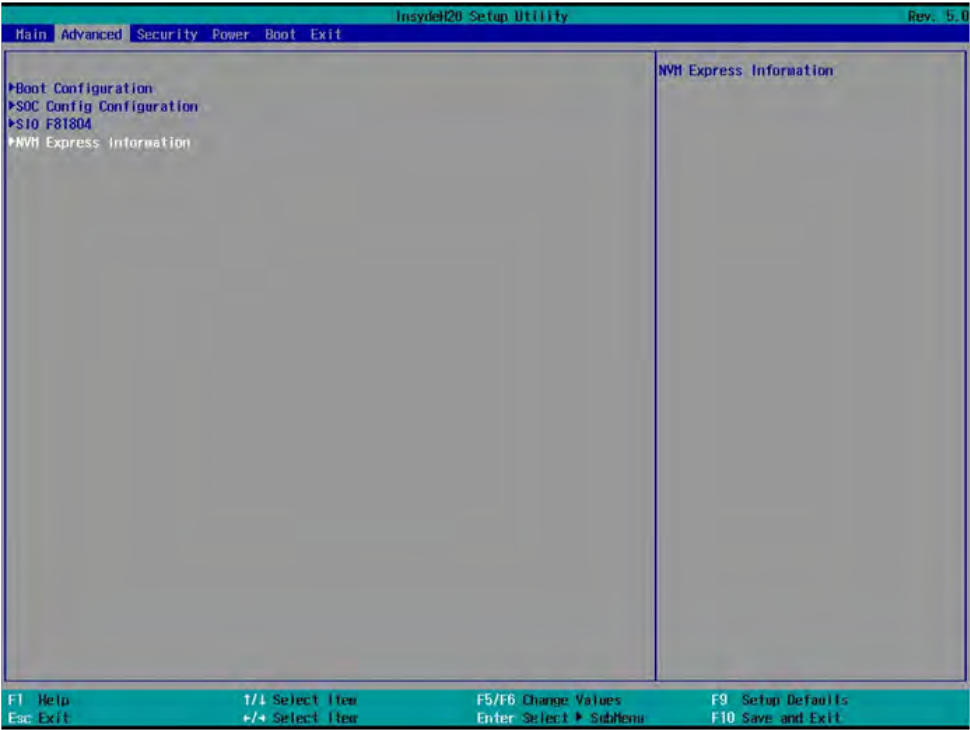 InsydeH20 Setup Utility Rev. 5.0
Main Advanced Security Power Boot Exit
NVM Express Information
▶Boot Configuration
▶SOC Config Configuration
▶SIO F81804
▶NVM Express Information
F1 Help ↑/↓ Select Item F5/F6 Change Values F9 Setup Defaults
Esc Exit ←/→ Select Item Enter Select ▶ SubMenu F10 Save and Exit